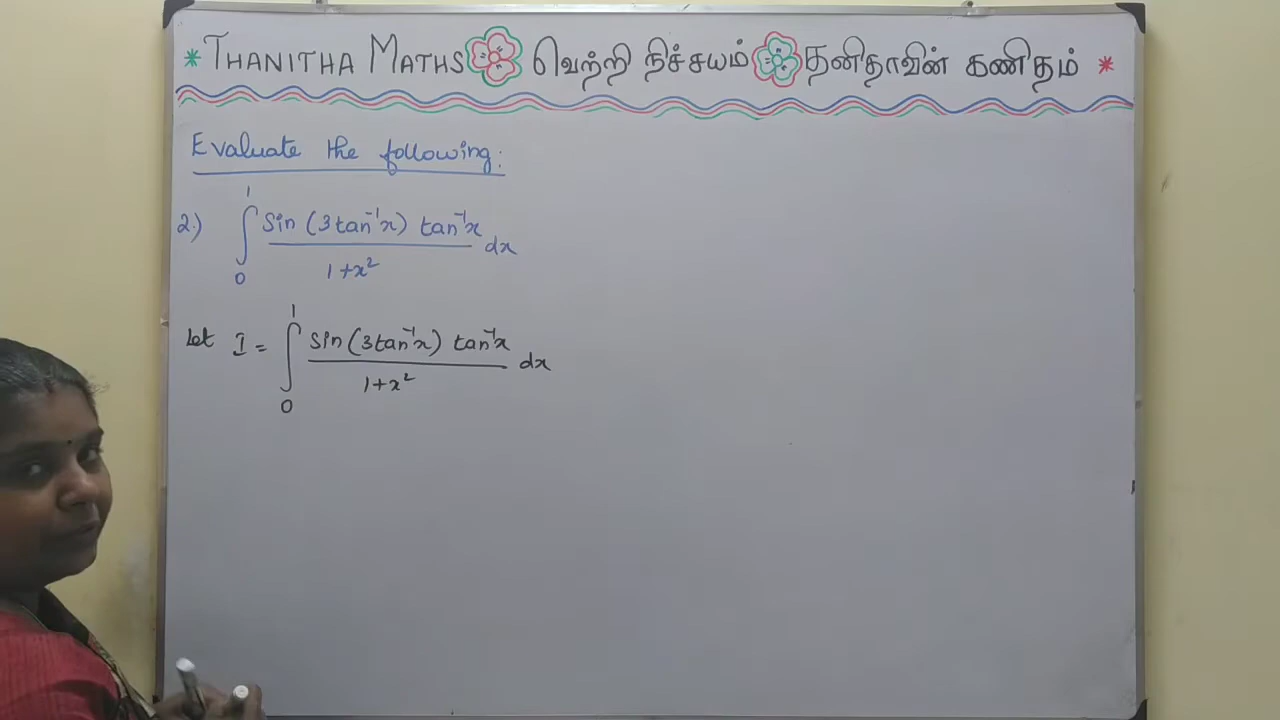 * THANITHA MATHS வெற்றி நிச்சயம் தனிதாவின் கணிதம் *
Evaluate the following:
2.) ∫₀¹ Sin (3tan⁻¹x) tan⁻¹x / 1+x² dx
Let I = ∫₀¹ Sin(3tan⁻¹x) tan⁻¹x / 1+x² dx